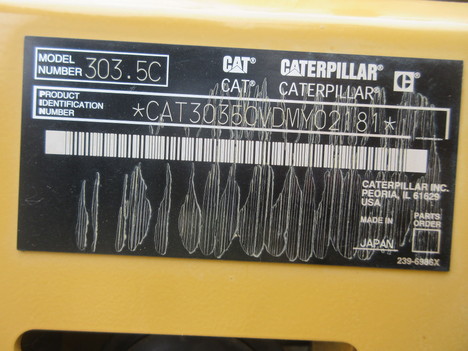 MODEL NUMBER 303.5C
CAT® CATERPILLAR®
CAT® CATERPILLAR®
PRODUCT IDENTIFICATION NUMBER *CAT3035CVDMY02181*
CATERPILLAR INC.
PEORIA, IL 61629
USA
MADE IN
JAPAN
PARTS ORDER
239-6986X